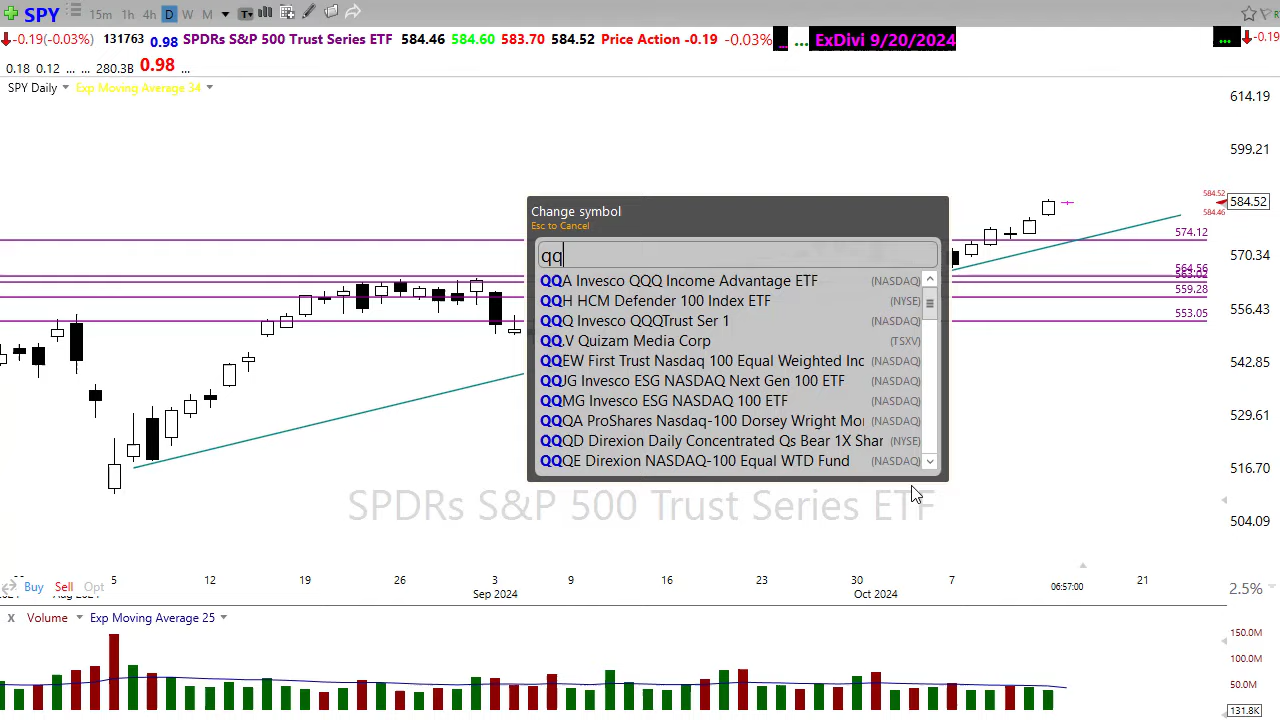 SPY 15m 1h 4h D W M
-0.19(-0.03%) 131763 0.98 SPDRs S&P 500 Trust Series ETF 584.46 584.60 583.70 584.52 Price Action -0.19 -0.03% ... ExDivi 9/20/2024 ... -0.19
0.18 0.12 ... ... 280.3B 0.98 ...
SPY Daily Exp Moving Average 34
614.19
599.21
584.52
584.52
584.46
574.12
570.34
564.56
559.28
556.43
553.05
542.85
529.61
516.70
504.09
Change symbol
Esc to Cancel
qq
QQA Invesco QQQ Income Advantage ETF (NASDAQ)
QQH HCM Defender 100 Index ETF (NYSE)
QQQ Invesco QQQTrust Ser 1 (NASDAQ)
QQ.V Quizam Media Corp (TSXV)
QQEW First Trust Nasdaq 100 Equal Weighted Inc (NASDAQ)
QQJG Invesco ESG NASDAQ Next Gen 100 ETF (NASDAQ)
QQMG Invesco ESG NASDAQ 100 ETF (NASDAQ)
QQQA ProShares Nasdaq-100 Dorsey Wright Mo (NASDAQ)
QQQD Direxion Daily Concentrated Qs Bear 1X Shar (NYSE)
QQQE Direxion NASDAQ-100 Equal WTD Fund (NASDAQ)
SPDRs S&P 500 Trust Series ETF
5 12 19 26 3 9 16 23 30 7 06:57:00 21
Buy Sell Opt
Sep 2024 Oct 2024
2.5%
X Volume Exp Moving Average 25
150.0M
100.0M
50.0M
131.8K